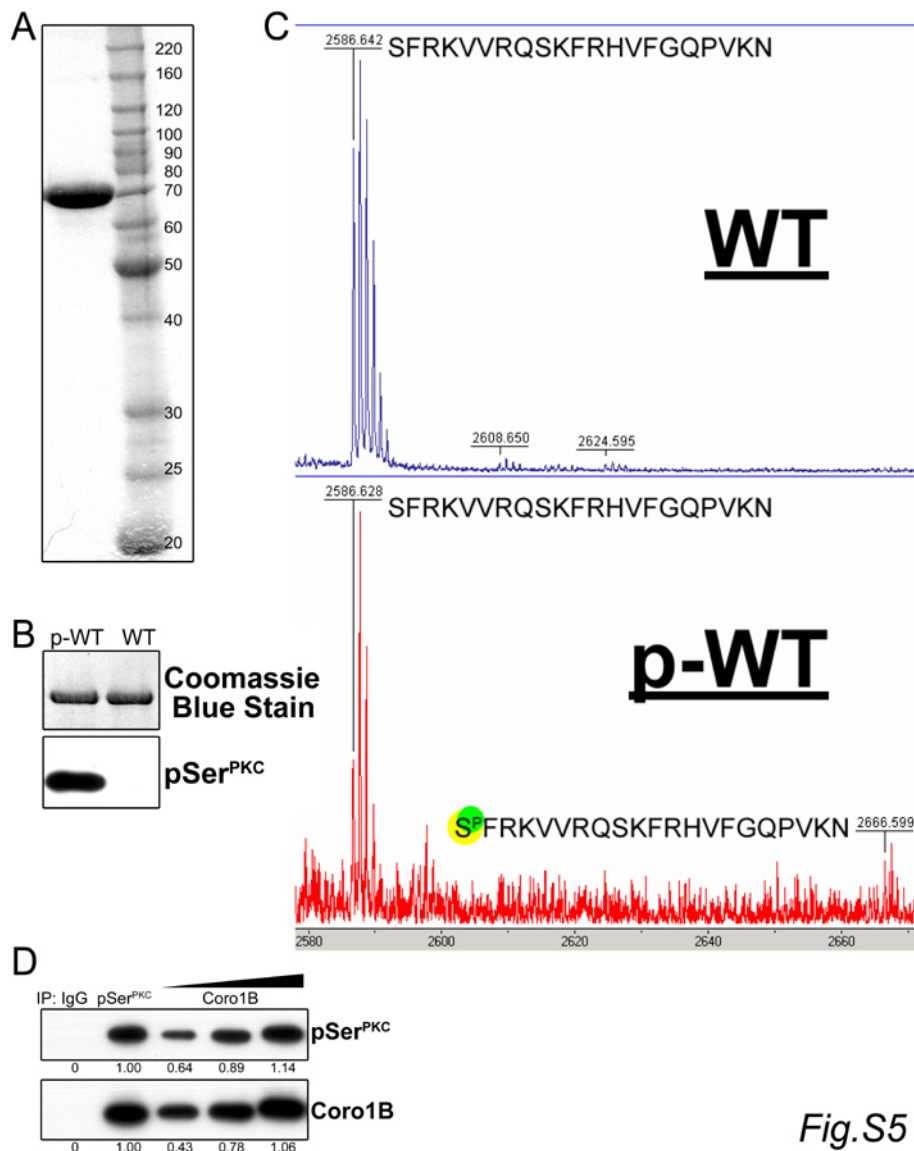 A
220
160
120
100
90
80
70
60
50
40
30
25
20
B
p-WT WT
Coomassie
Blue Stain
pSerPKC
C
2586.642 SFRKVVRQSKFRHVFGQPVKN
WT
2608.650 2624.595
2586.628 SFRKVVRQSKFRHVFGQPVKN
p-WT
SPFRKVVRQSKFRHVFGQPVKN 2666.599
2580 2600 2620 2640 2660
D
IP: IgG pSerPKC Coro1B
pSerPKC
0 1.00 0.64 0.89 1.14
Coro1B
0 1.00 0.43 0.78 1.06
Fig.S5